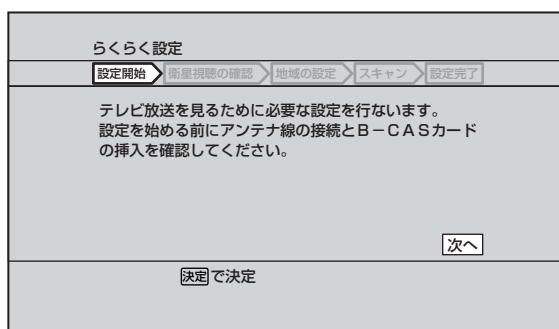 らくらく設定
設定開始 衛星視聴の確認 地域の設定 スキャン 設定完了
テレビ放送を見るために必要な設定を行ないます。
設定を始める前にアンテナ線の接続とB－CASカード
の挿入を確認してください。
次へ
決定で決定